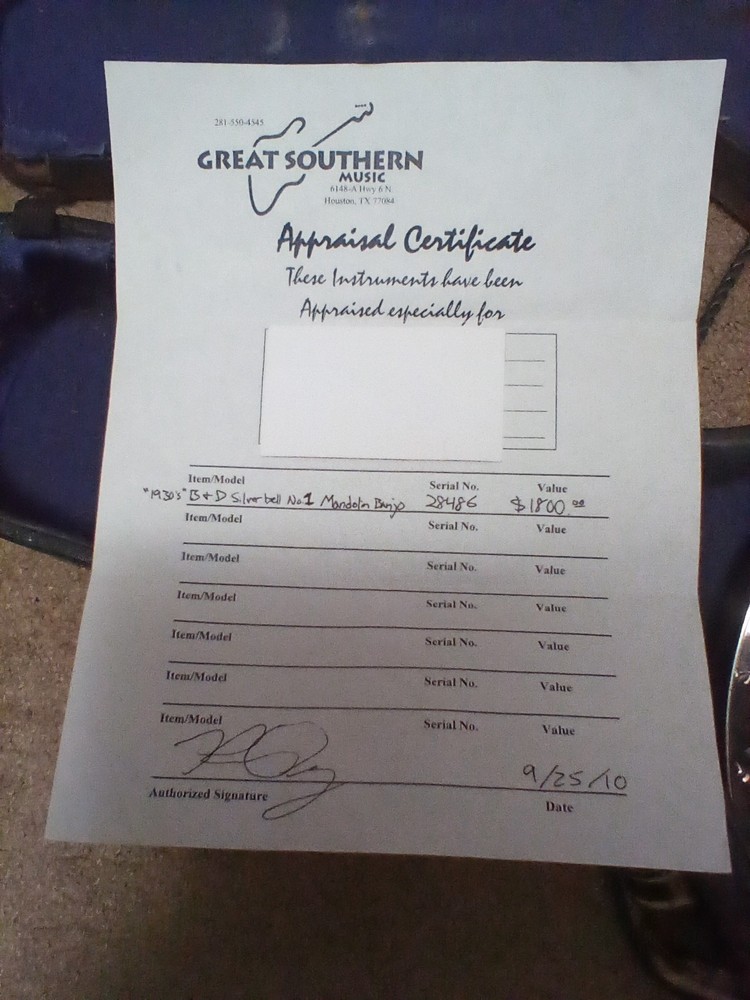 281-550-4545
GREAT SOUTHERN
MUSIC
6148-A Hwy 6 N
Houston, TX 77084
Appraisal Certificate
These Instruments have been
Appraised especially for
Item/Model Serial No. Value
"1930's" B+D Silverbell No.1 Mandolin Banjo 28486 $1800.00
Item/Model Serial No. Value
Item/Model Serial No. Value
Item/Model Serial No. Value
Item/Model Serial No. Value
Item/Model Serial No. Value
Item/Model Serial No. Value
9/25/10
Authorized Signature Date